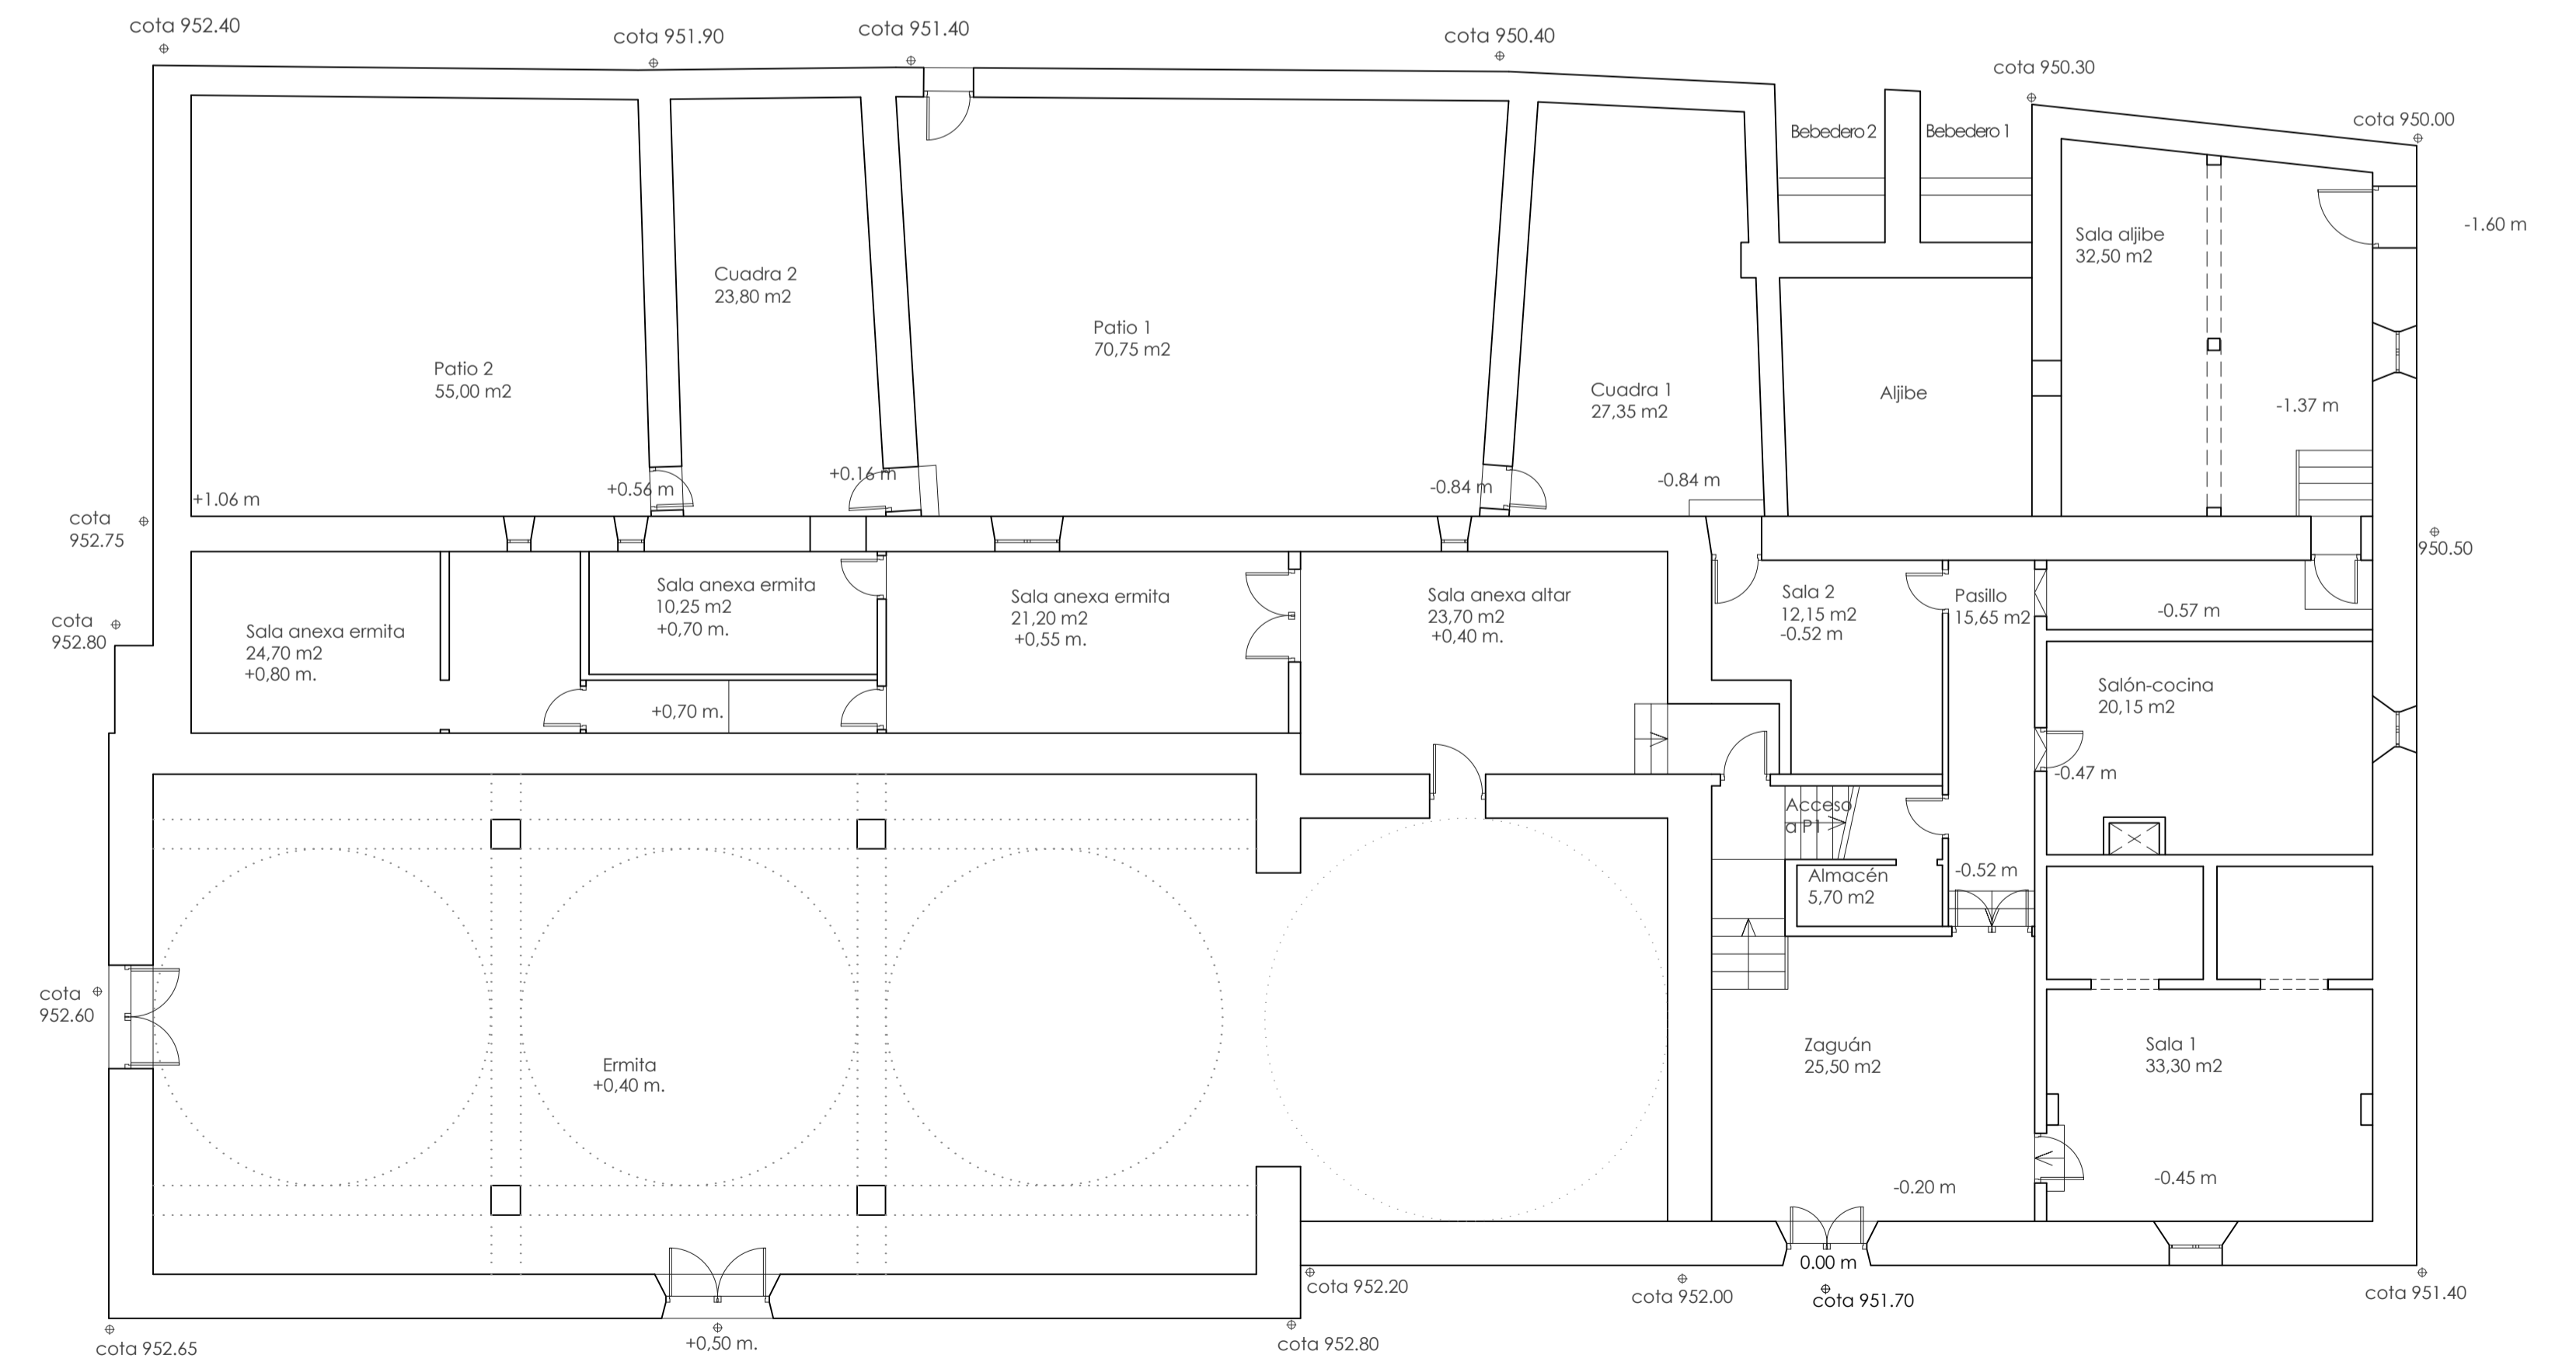 cota 952.40
cota 951.90
cota 951.40
cota 950.40
cota 950.30
cota 950.00
Bebedero 2
Bebedero 1
-1.60 m
Sala aljibe
32,50 m2
Cuadra 2
23,80 m2
Patio 1
70,75 m2
Patio 2
55,00 m2
Cuadra 1
27,35 m2
Aljibe
-1.37 m
+1.06 m
+0.56 m
+0.16 m
-0.84 m
-0.84 m
cota
952.75
950.50
cota
952.80
Sala anexa ermita
24,70 m2
+0,80 m.
Sala anexa ermita
10,25 m2
+0,70 m.
+0,70 m.
Sala anexa ermita
21,20 m2
+0,55 m.
Sala anexa altar
23,70 m2
+0,40 m.
Sala 2
12,15 m2
-0.52 m
Pasillo
15,65 m2
-0.57 m
Salón-cocina
20,15 m2
-0.47 m
Acceso
a P1
Almacén
5,70 m2
-0.52 m
cota
952.60
Ermita
+0,40 m.
Zaguán
25,50 m2
Sala 1
33,30 m2
-0.20 m
-0.45 m
0.00 m
cota 952.20
cota 952.00
cota 951.70
cota 951.40
cota 952.65
+0,50 m.
cota 952.80